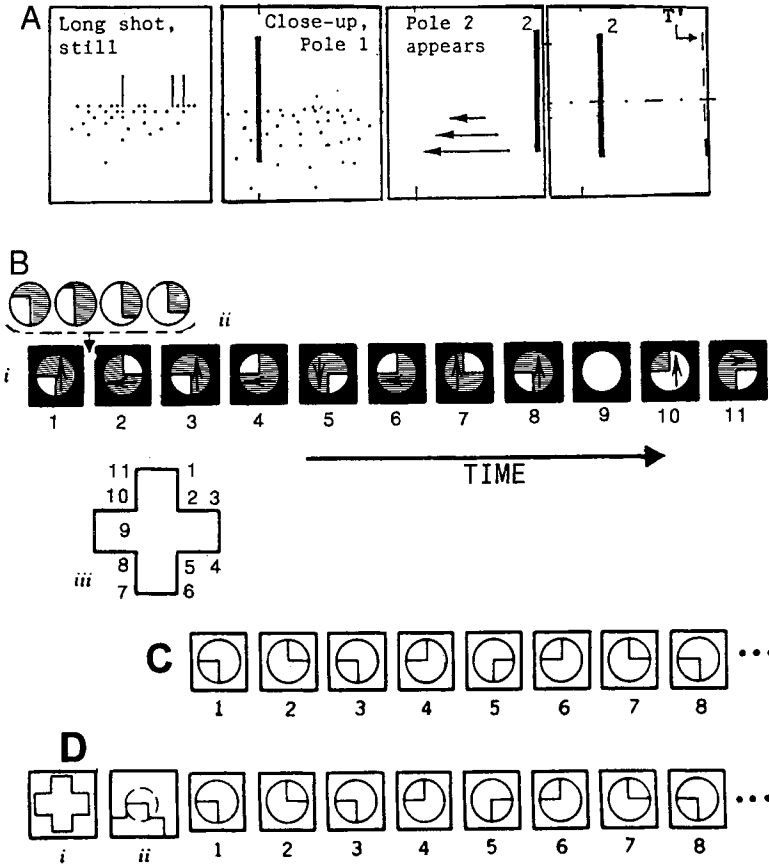 A
Long shot,
still
Close-up,
Pole 1
Pole 2
appears
2
2
T'
B
ii
i
1 2 3 4 5 6 7 8 9 10 11
TIME
11 1
10 2 3
9
8 5 4
iii
7 6
C
...
1 2 3 4 5 6 7 8
D
...
i ii 1 2 3 4 5 6 7 8